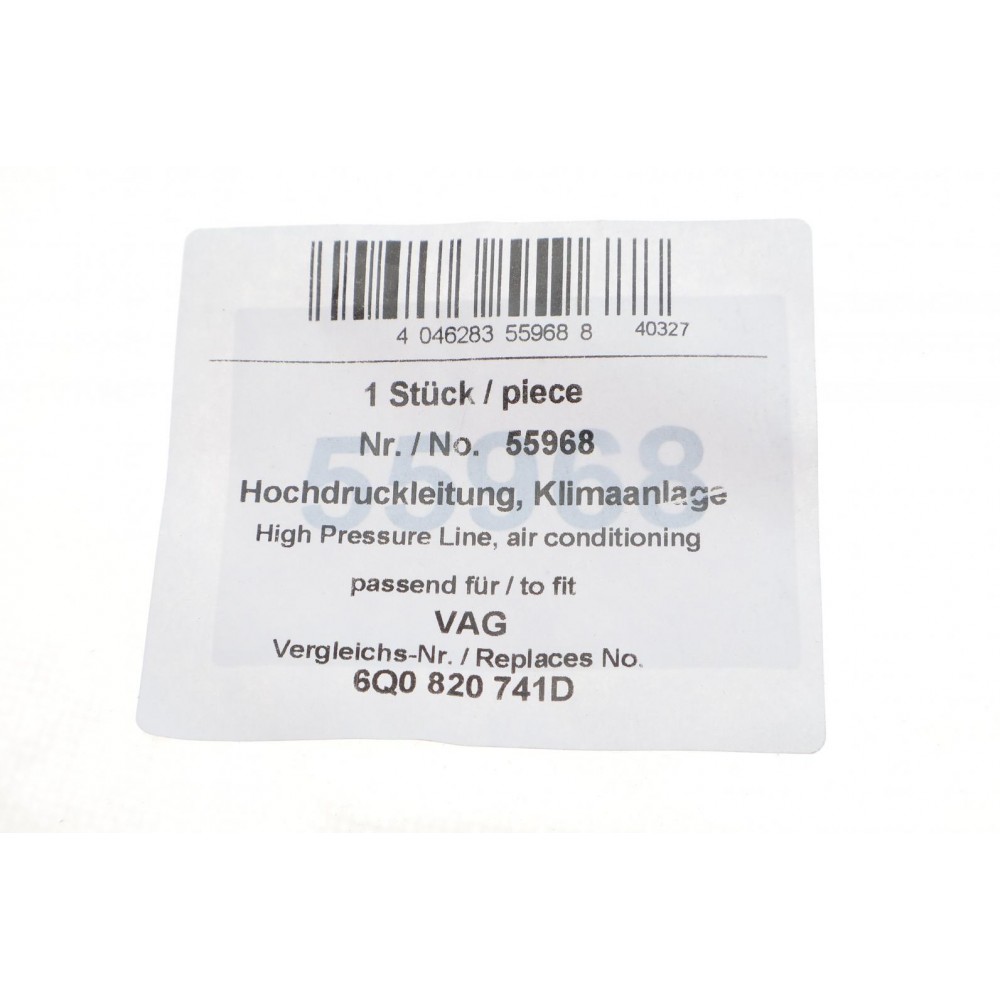 4 046283 55968 8 40327
1 Stück / piece
Nr. / No. 55968
55968
Hochdruckleitung, Klimaanlage
High Pressure Line, air conditioning
passend für / to fit
VAG
Vergleichs-Nr. / Replaces No.
6Q0 820 741D